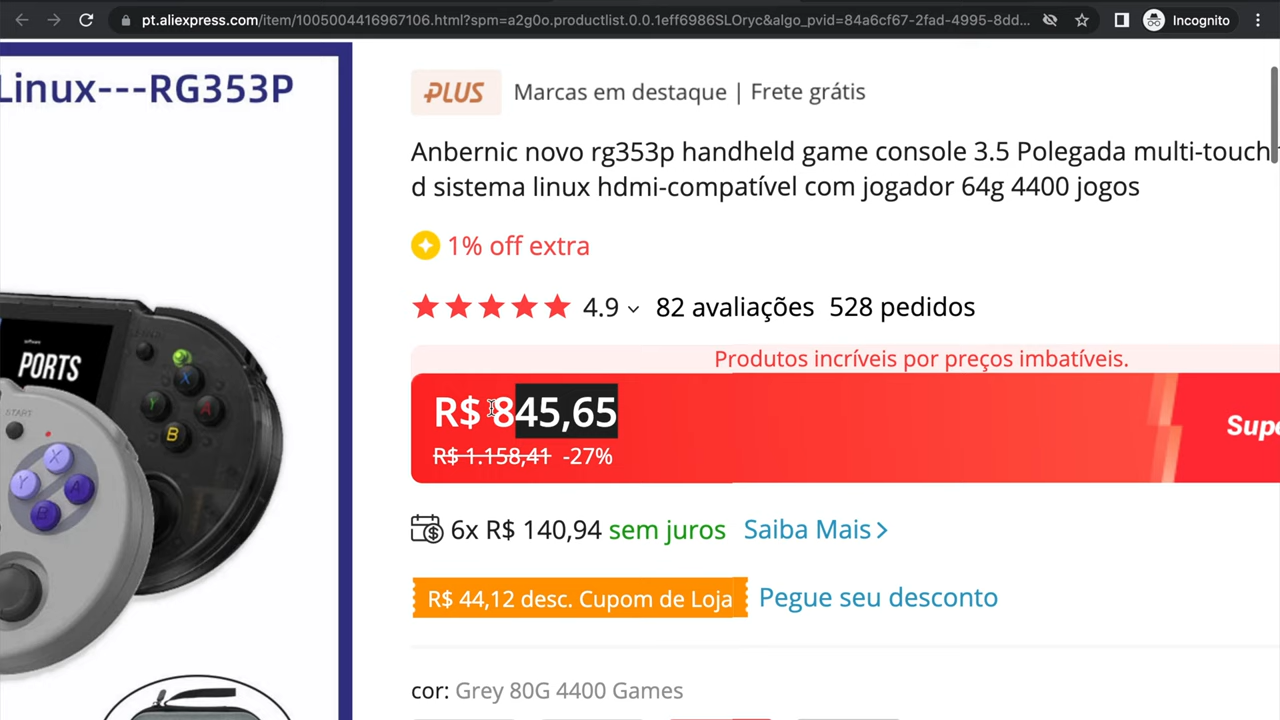 pt.aliexpress.com/item/1005004416967106.html?spm=a2g0o.productlist.0.0.1eff6986SLOryc&algo_pvid=84a6cf67-2fad-4995-8dd...
Incognito
Linux---RG353P
PLUS Marcas em destaque | Frete grátis
Anbernic novo rg353p handheld game console 3.5 Polegada multi-touch
d sistema linux hdmi-compatível com jogador 64g 4400 jogos
1% off extra
4.9 82 avaliações 528 pedidos
Produtos incríveis por preços imbatíveis.
R$ 845,65
Supe
R$ 1.158,41 -27%
PORTS
START
X
Y
A
B
X
Y
A
B
6x R$ 140,94 sem juros Saiba Mais
R$ 44,12 desc. Cupom de Loja Pegue seu desconto
cor: Grey 80G 4400 Games